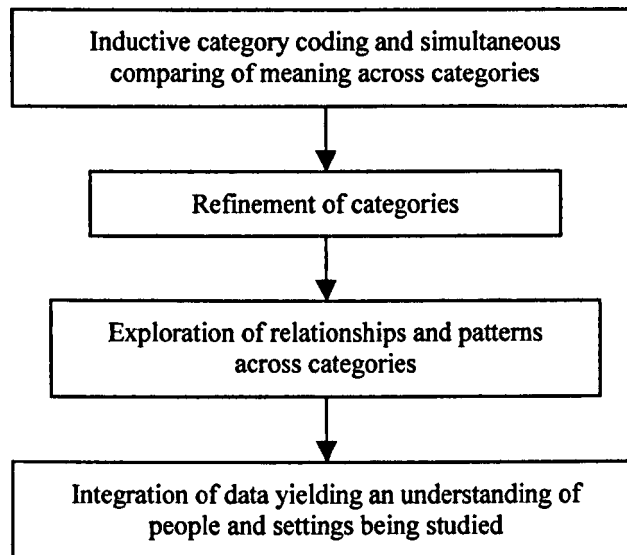 Inductive category coding and simultaneous
comparing of meaning across categories
Refinement of categories
Exploration of relationships and patterns
across categories
Integration of data yielding an understanding of
people and settings being studied